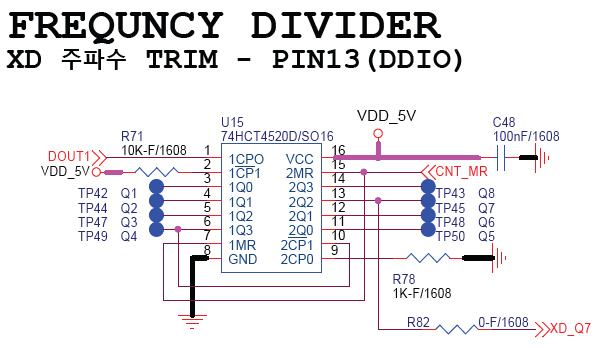 FREQUNCY DIVIDER
XD 주파수 TRIM - PIN13(DDIO)
VDD_5V
U15
74HCT4520D/SO16
C48
100nF/1608
R71
10K-F/1608
DOUT1
VDD_5V
1 1CPO VCC 16
2 1CP1 2MR 15 CNT_MR
3 1Q0 2Q3 14
TP42 Q1 4 1Q1 2Q2 13 TP43 Q8
TP44 Q2 5 1Q2 2Q1 12 TP45 Q7
TP47 Q3 6 1Q3 2Q0 11 TP48 Q6
TP49 Q4 7 1MR 2CP1 10 TP50 Q5
8 GND 2CP0 9
R78
1K-F/1608
R82 0-F/1608 XD_Q7